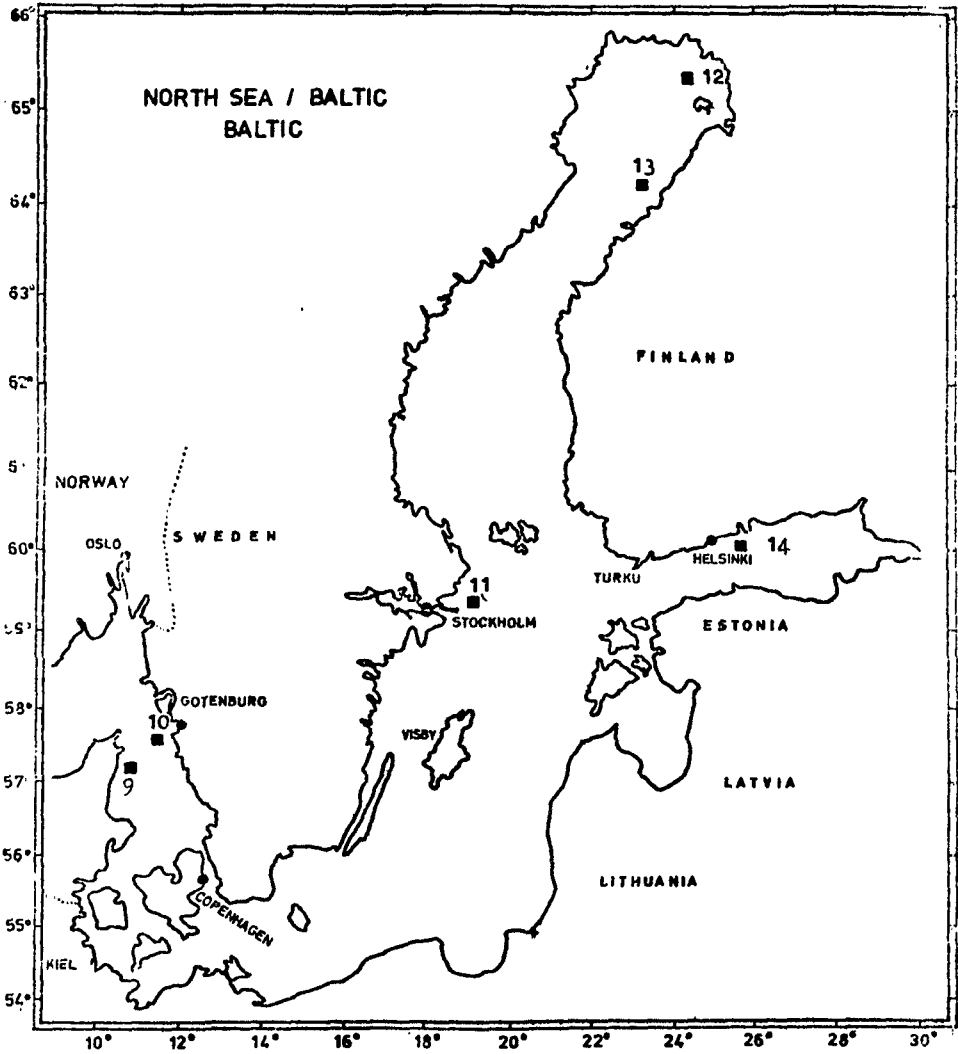 66°
NORTH SEA / BALTIC
BALTIC
12
65°
13
64°
63°
FINLAND
62°
NORWAY
SWEDEN
OSLO
60°
14
HELSINKI
TURKU
11
STOCKHOLM
ESTONIA
GOTENBURG
58°
10
VISBY
57°
9
LATVIA
56°
LITHUANIA
COPENHAGEN
55°
KIEL
54°
10° 12° 14° 16° 18° 20° 22° 24° 26° 28° 30°